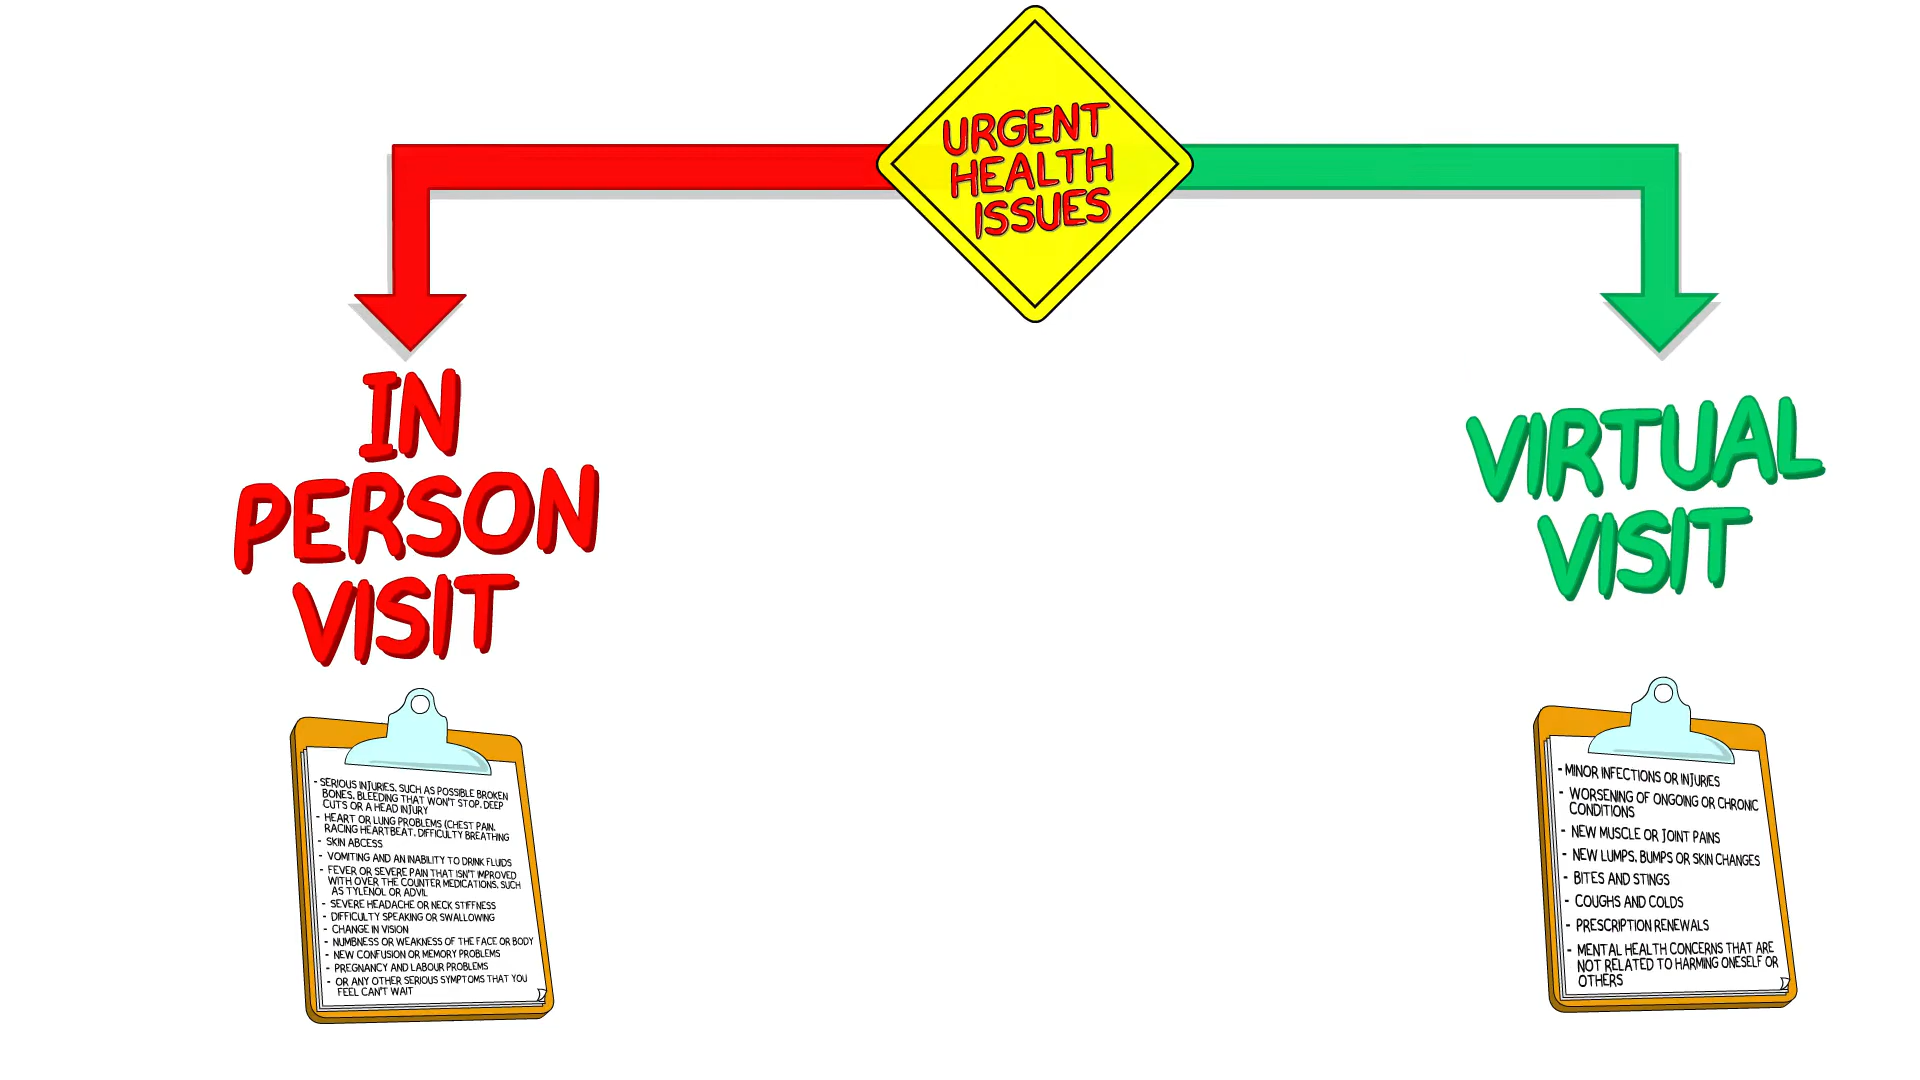 URGENT
HEALTH
ISSUES
IN
PERSON
VISIT
- SERIOUS INJURIES, SUCH AS POSSIBLE BROKEN
BONES, BLEEDING THAT WON'T STOP, DEEP
CUTS OR A HEAD INJURY
- HEART OR LUNG PROBLEMS (CHEST PAIN,
RACING HEARTBEAT, DIFFICULTY BREATHING
- SKIN ABCESS
- VOMITING AND AN INABILITY TO DRINK FLUIDS
- FEVER OR SEVERE PAIN THAT ISN'T IMPROVED
WITH OVER THE COUNTER MEDICATIONS, SUCH
AS TYLENOL OR ADVIL
- SEVERE HEADACHE OR NECK STIFFNESS
- DIFFICULTY SPEAKING OR SWALLOWING
- CHANGE IN VISION
- NUMBNESS OR WEAKNESS OF THE FACE OR BODY
- NEW CONFUSION OR MEMORY PROBLEMS
- PREGNANCY AND LABOUR PROBLEMS
- OR ANY OTHER SERIOUS SYMPTOMS THAT YOU
FEEL CAN'T WAIT
VIRTUAL
VISIT
- MINOR INFECTIONS OR INJURIES
- WORSENING OF ONGOING OR CHRONIC
CONDITIONS
- NEW MUSCLE OR JOINT PAINS
- NEW LUMPS, BUMPS OR SKIN CHANGES
- BITES AND STINGS
- COUGHS AND COLDS
- PRESCRIPTION RENEWALS
- MENTAL HEALTH CONCERNS THAT ARE
NOT RELATED TO HARMING ONESELF OR
OTHERS